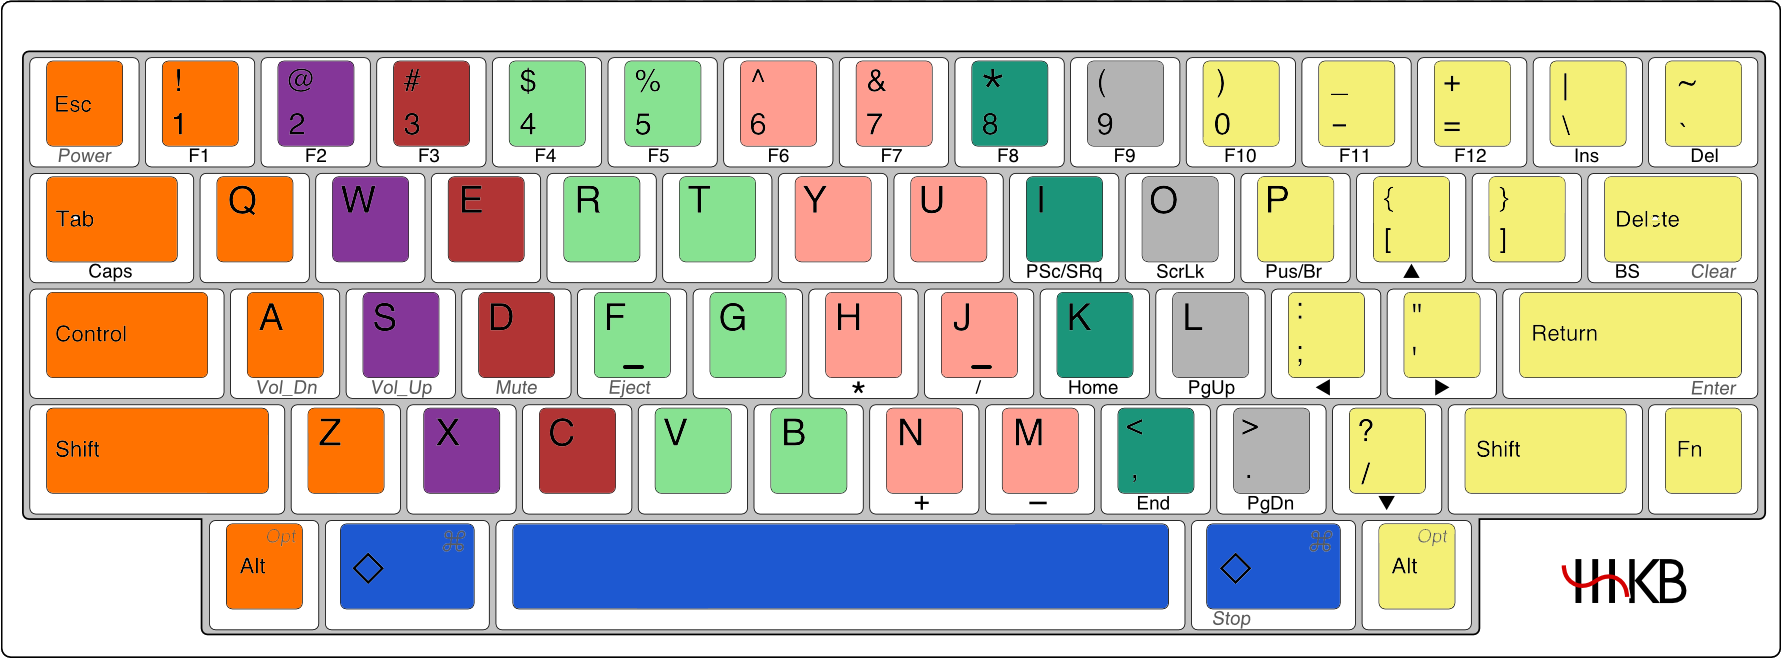 ! @ # $ % ^ & * ( ) _ + | ~
Esc 1 2 3 4 5 6 7 8 9 0 - = \ `
Power F1 F2 F3 F4 F5 F6 F7 F8 F9 F10 F11 F12 Ins Del
Tab Q W E R T Y U I O P { [ } ] Delete
Caps PSc/SRq ScrLk Pus/Br ▲ BS Clear
Control A S D F G H J K L : ; " ' Return
Vol_Dn Vol_Up Mute Eject * / Home PgUp ◀ ▶ Enter
Shift Z X C V B N M < , > . ? / Shift Fn
+ - End PgDn ▼
Opt ⌘ ⌘ Opt
Alt ◇ ◇ Alt
Stop
HHKB